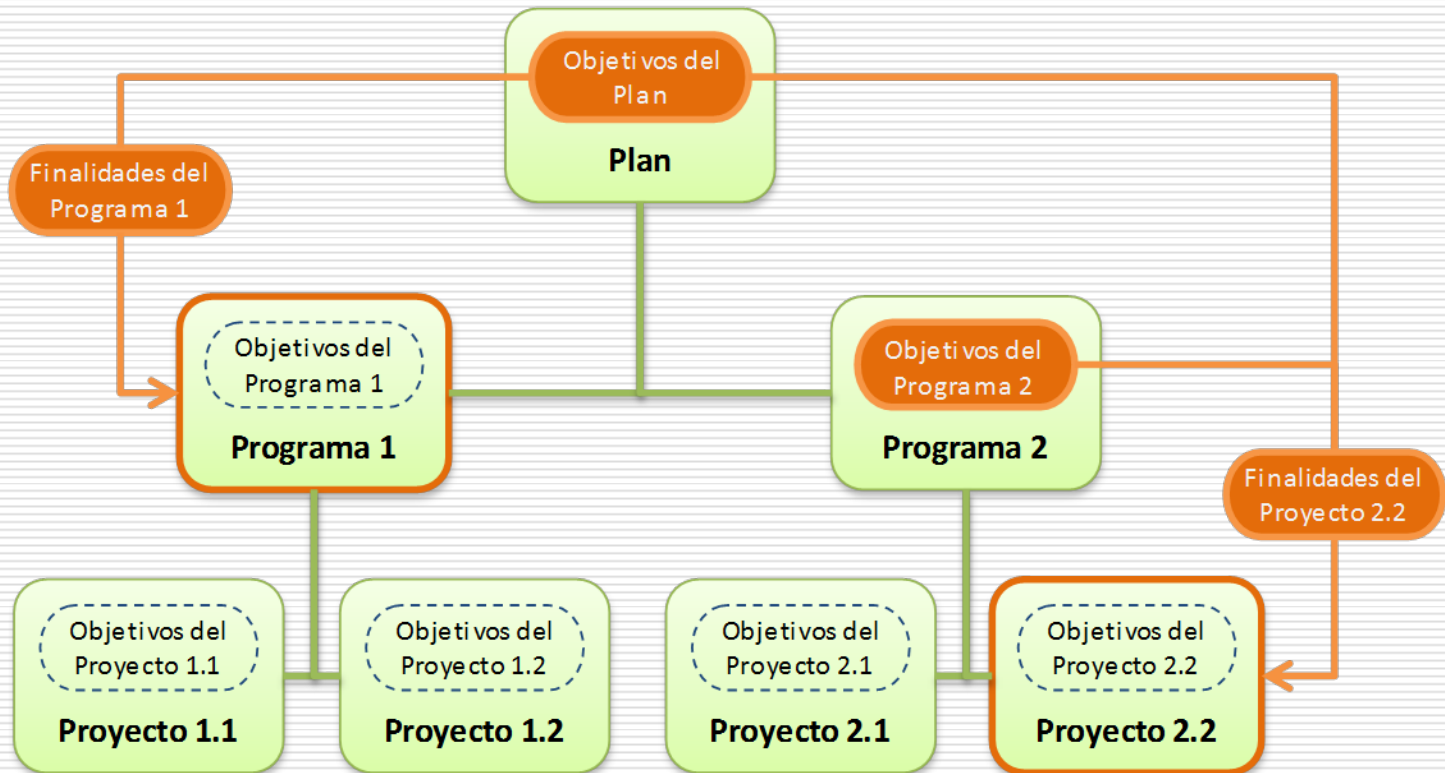 Objetivos del
Plan
Plan
Finalidades del
Programa 1
Objetivos del
Programa 1
Programa 1
Objetivos del
Programa 2
Programa 2
Finalidades del
Proyecto 2.2
Objetivos del
Proyecto 1.1
Proyecto 1.1
Objetivos del
Proyecto 1.2
Proyecto 1.2
Objetivos del
Proyecto 2.1
Proyecto 2.1
Objetivos del
Proyecto 2.2
Proyecto 2.2